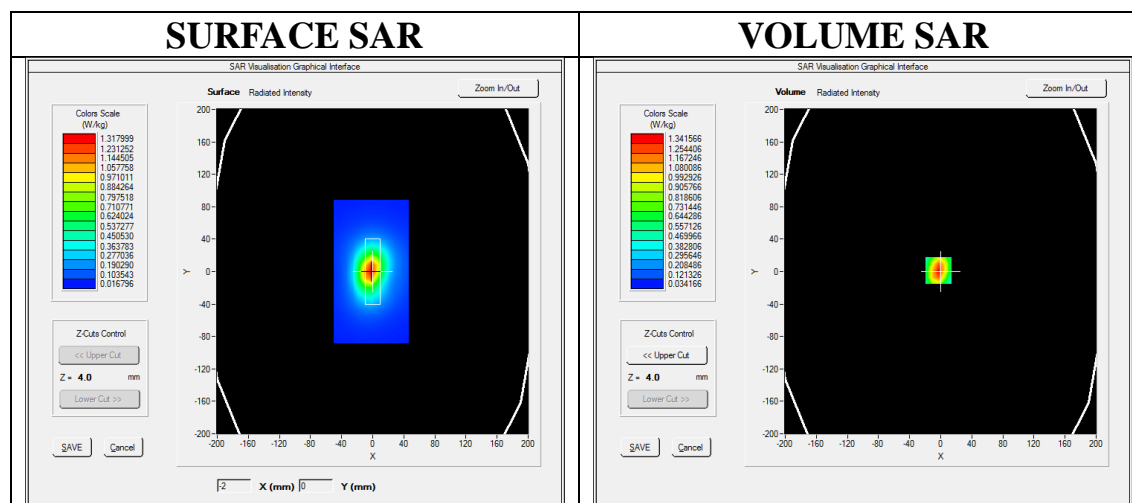 SURFACE SAR
SAR Visualisation Graphical Interface
Surface Radiated Intensity
Zoom In/Out
Colors Scale
(W/kg)
1.317999
1.231252
1.144505
1.057758
0.971011
0.884264
0.797518
0.710771
0.624024
0.537277
0.450530
0.363783
0.277036
0.190290
0.103543
0.016796
200
160
120
80
40
0
-40
-80
-120
-160
-200
Y
-200 -160 -120 -80 -40 0 40 80 120 160 200
X
Z-Cuts Control
<< Upper Cut
Z = 4.0 mm
Lower Cut >>
SAVE Cancel
-2 X (mm) 0 Y (mm)
VOLUME SAR
SAR Visualisation Graphical Interface
Volume Radiated Intensity
Zoom In/Out
Colors Scale
(W/kg)
1.341566
1.254406
1.167246
1.080086
0.992926
0.905766
0.818606
0.731446
0.644286
0.557126
0.469966
0.382806
0.295646
0.208486
0.121326
0.034166
200
160
120
80
40
0
-40
-80
-120
-160
-200
Y
-200 -160 -120 -80 -40 0 40 80 120 160 200
X
Z-Cuts Control
<< Upper Cut
Z = 4.0 mm
Lower Cut >>
SAVE Cancel